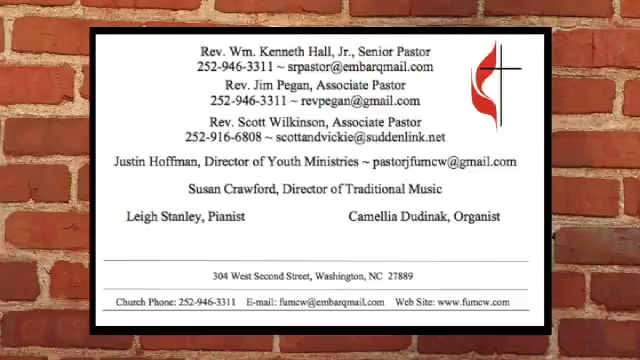 Rev. Wm. Kenneth Hall, Jr., Senior Pastor
252-946-3311 ~ srpastor@embarqmail.com
Rev. Jim Pegan, Associate Pastor
252-946-3311 ~ revpegan@gmail.com
Rev. Scott Wilkinson, Associate Pastor
252-916-6808 ~ scottandvickie@suddenlink.net
Justin Hoffman, Director of Youth Ministries ~ pastorjfumcw@gmail.com
Susan Crawford, Director of Traditional Music
Leigh Stanley, Pianist Camellia Dudinak, Organist
304 West Second Street, Washington, NC 27889
Church Phone: 252-946-3311 E-mail: fumcw@embarqmail.com Web Site: www.fumcw.com